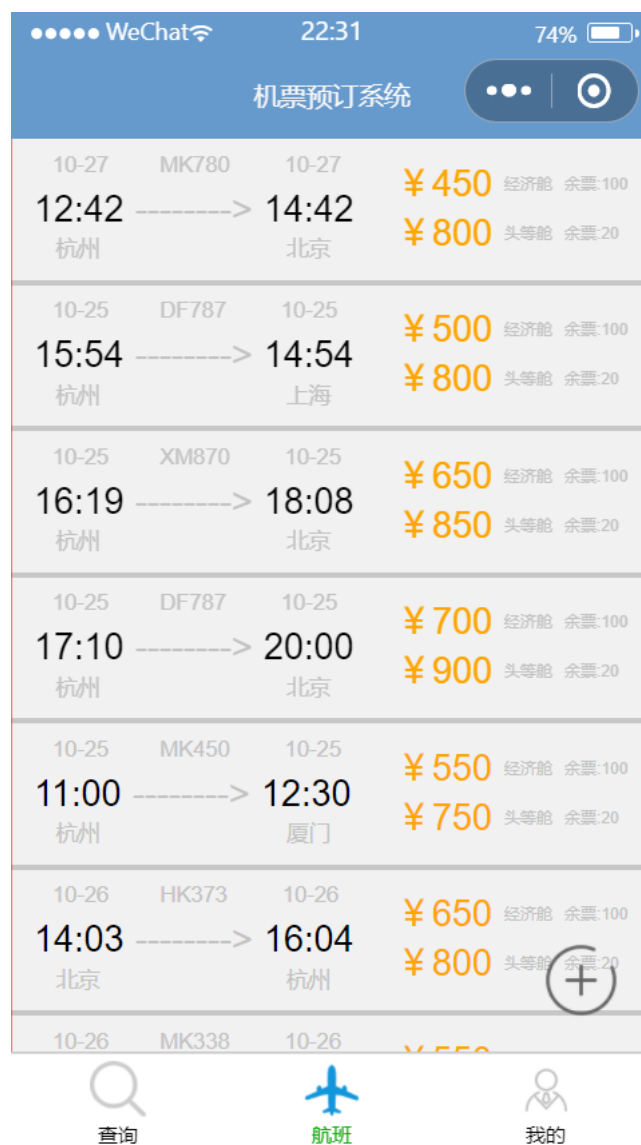 WeChat 22:31 74%
机票预订系统
10-27 MK780 10-27
12:42 --------> 14:42
杭州 北京
¥450 经济舱 余票:100
¥800 头等舱 余票:20
10-25 DF787 10-25
15:54 --------> 14:54
杭州 上海
¥500 经济舱 余票:100
¥800 头等舱 余票:20
10-25 XM870 10-25
16:19 --------> 18:08
杭州 北京
¥650 经济舱 余票:100
¥850 头等舱 余票:20
10-25 DF787 10-25
17:10 --------> 20:00
杭州 北京
¥700 经济舱 余票:100
¥900 头等舱 余票:20
10-25 MK450 10-25
11:00 --------> 12:30
杭州 厦门
¥550 经济舱 余票:100
¥750 头等舱 余票:20
10-26 HK373 10-26
14:03 --------> 16:04
北京 杭州
¥650 经济舱 余票:100
¥800 头等舱 余票:20
10-26 MK338 10-26
查询 航班 我的